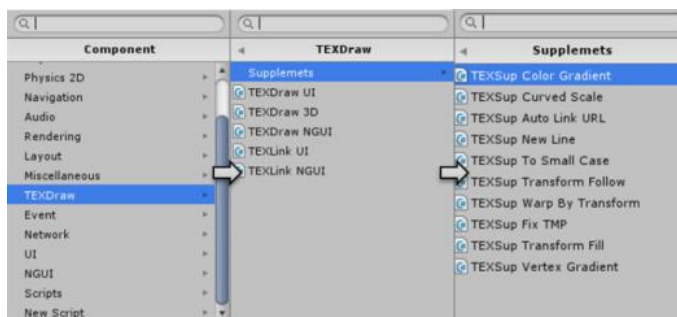 Component
Physics 2D
Navigation
Audio
Rendering
Layout
Miscellaneous
TEXDraw
Event
Network
UI
NGUI
Scripts
New Script
TEXDraw
Supplemets
TEXDraw UI
TEXDraw 3D
TEXDraw NGUI
TEXLink UI
TEXLink NGUI
Supplemets
TEXSup Color Gradient
TEXSup Curved Scale
TEXSup Auto Link URL
TEXSup New Line
TEXSup To Small Case
TEXSup Transform Follow
TEXSup Warp By Transform
TEXSup Fix TMP
TEXSup Transform Fill
TEXSup Vertex Gradient